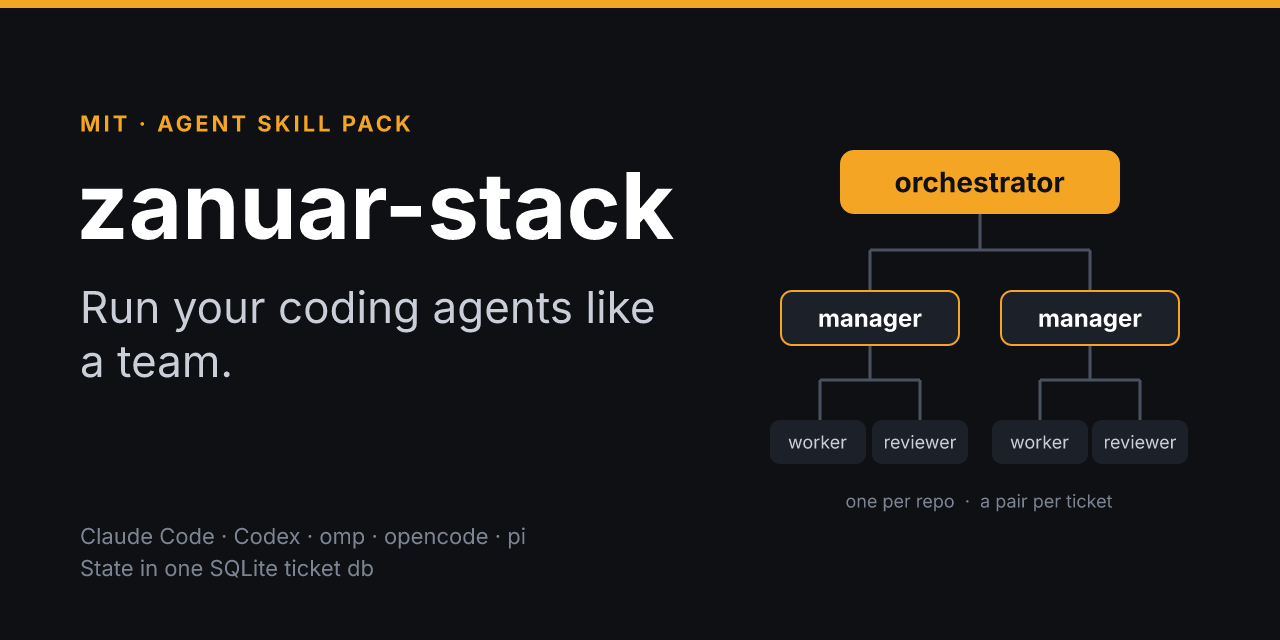 MIT · AGENT SKILL PACK
zanuar-stack
Run your coding agents like
a team.
Claude Code · Codex · omp · opencode · pi
State in one SQLite ticket db
orchestrator
manager
manager
worker
reviewer
worker
reviewer
one per repo · a pair per ticket